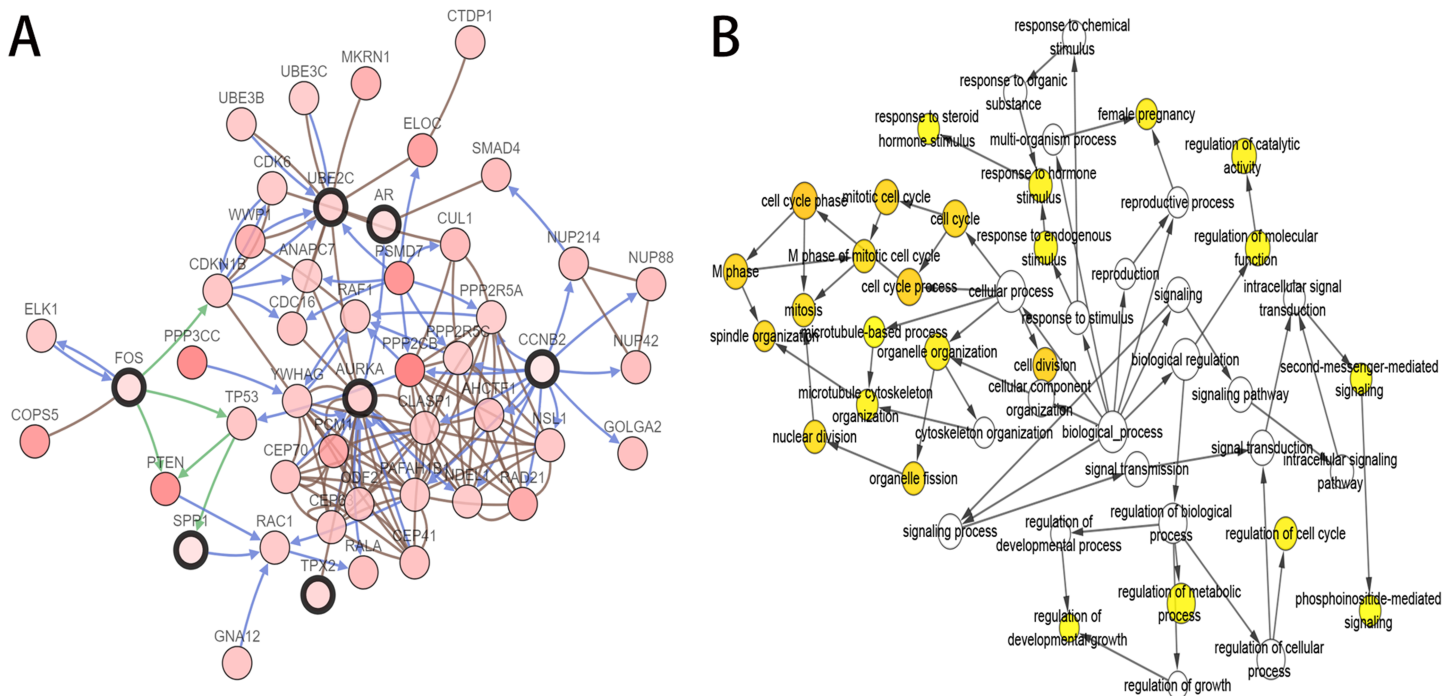 A
CTDP1
UBE3C
MKRN1
UBE3B
ELOC
SMAD4
CDK6
UBE2C
AR
WWP1
CUL1
ANAPC7
PSMD7
NUP214
NUP88
CDKN1B
RAF1
PPP2R5A
CDC16
ELK1
PPP3CC
PPP2R5C
CCNB2
NUP42
FOS
PPP2CB
YWHAG
AURKA
AHCTF1
COPS5
TP53
CLASP1
NSL1
GOLGA2
PCM1
CEP70
PTEN
ODF2
PAFAH1B1
NDEL1
RAD21
CEP63
SPP1
RAC1
RALA
CEP41
TPX2
GNA12
B
response to chemical
stimulus
response to organic
substance
response to steroid
hormone stimulus
multi-organism process
female pregnancy
regulation of catalytic
activity
response to hormone
stimulus
cell cycle phase
mitotic cell cycle
cell cycle
reproductive process
response to endogenous
stimulus
regulation of molecular
function
M phase of mitotic cell cycle
M phase
reproduction
cell cycle process
cellular process
signaling
intracellular signal
transduction
mitosis
response to stimulus
spindle organization
microtubule-based process
organelle organization
biological regulation
cell division
second-messenger-mediated
signaling
cellular component
organization
signaling pathway
microtubule cytoskeleton
organization
nuclear division
cytoskeleton organization
biological_process
signal transduction
signal transmission
intracellular signaling
pathway
organelle fission
signaling process
regulation of
developmental process
regulation of biological
process
regulation of cell cycle
regulation of metabolic
process
phosphoinositide-mediated
signaling
regulation of
developmental growth
regulation of cellular
process
regulation of growth